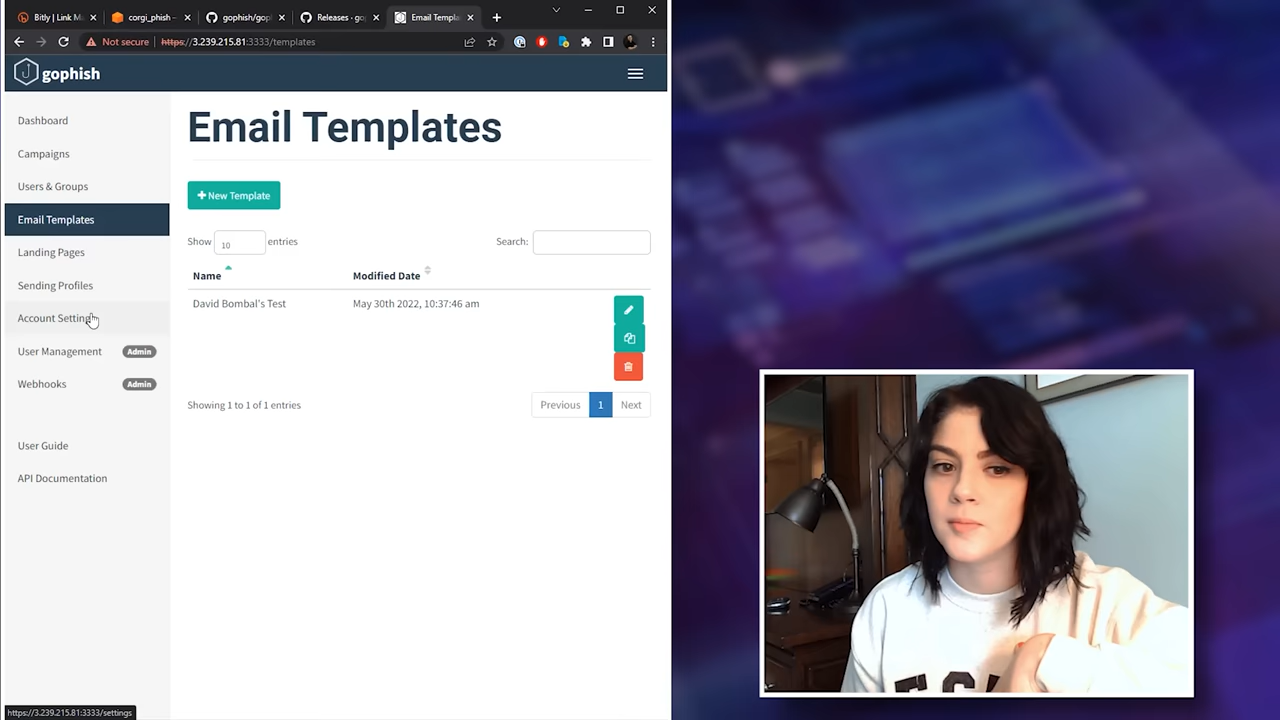 Bitly | Link M
corgi_phish –
gophish/gopl
Releases · go
Email Templa
Not secure
https://3.239.215.81:3333/templates
gophish
Dashboard
Campaigns
Users & Groups
Email Templates
Landing Pages
Sending Profiles
Account Settings
User Management Admin
Webhooks Admin
User Guide
API Documentation
Email Templates
New Template
Show 10 entries
Search:
Name Modified Date
David Bombal's Test May 30th 2022, 10:37:46 am
Showing 1 to 1 of 1 entries
Previous 1 Next
https://3.239.215.81:3333/settings